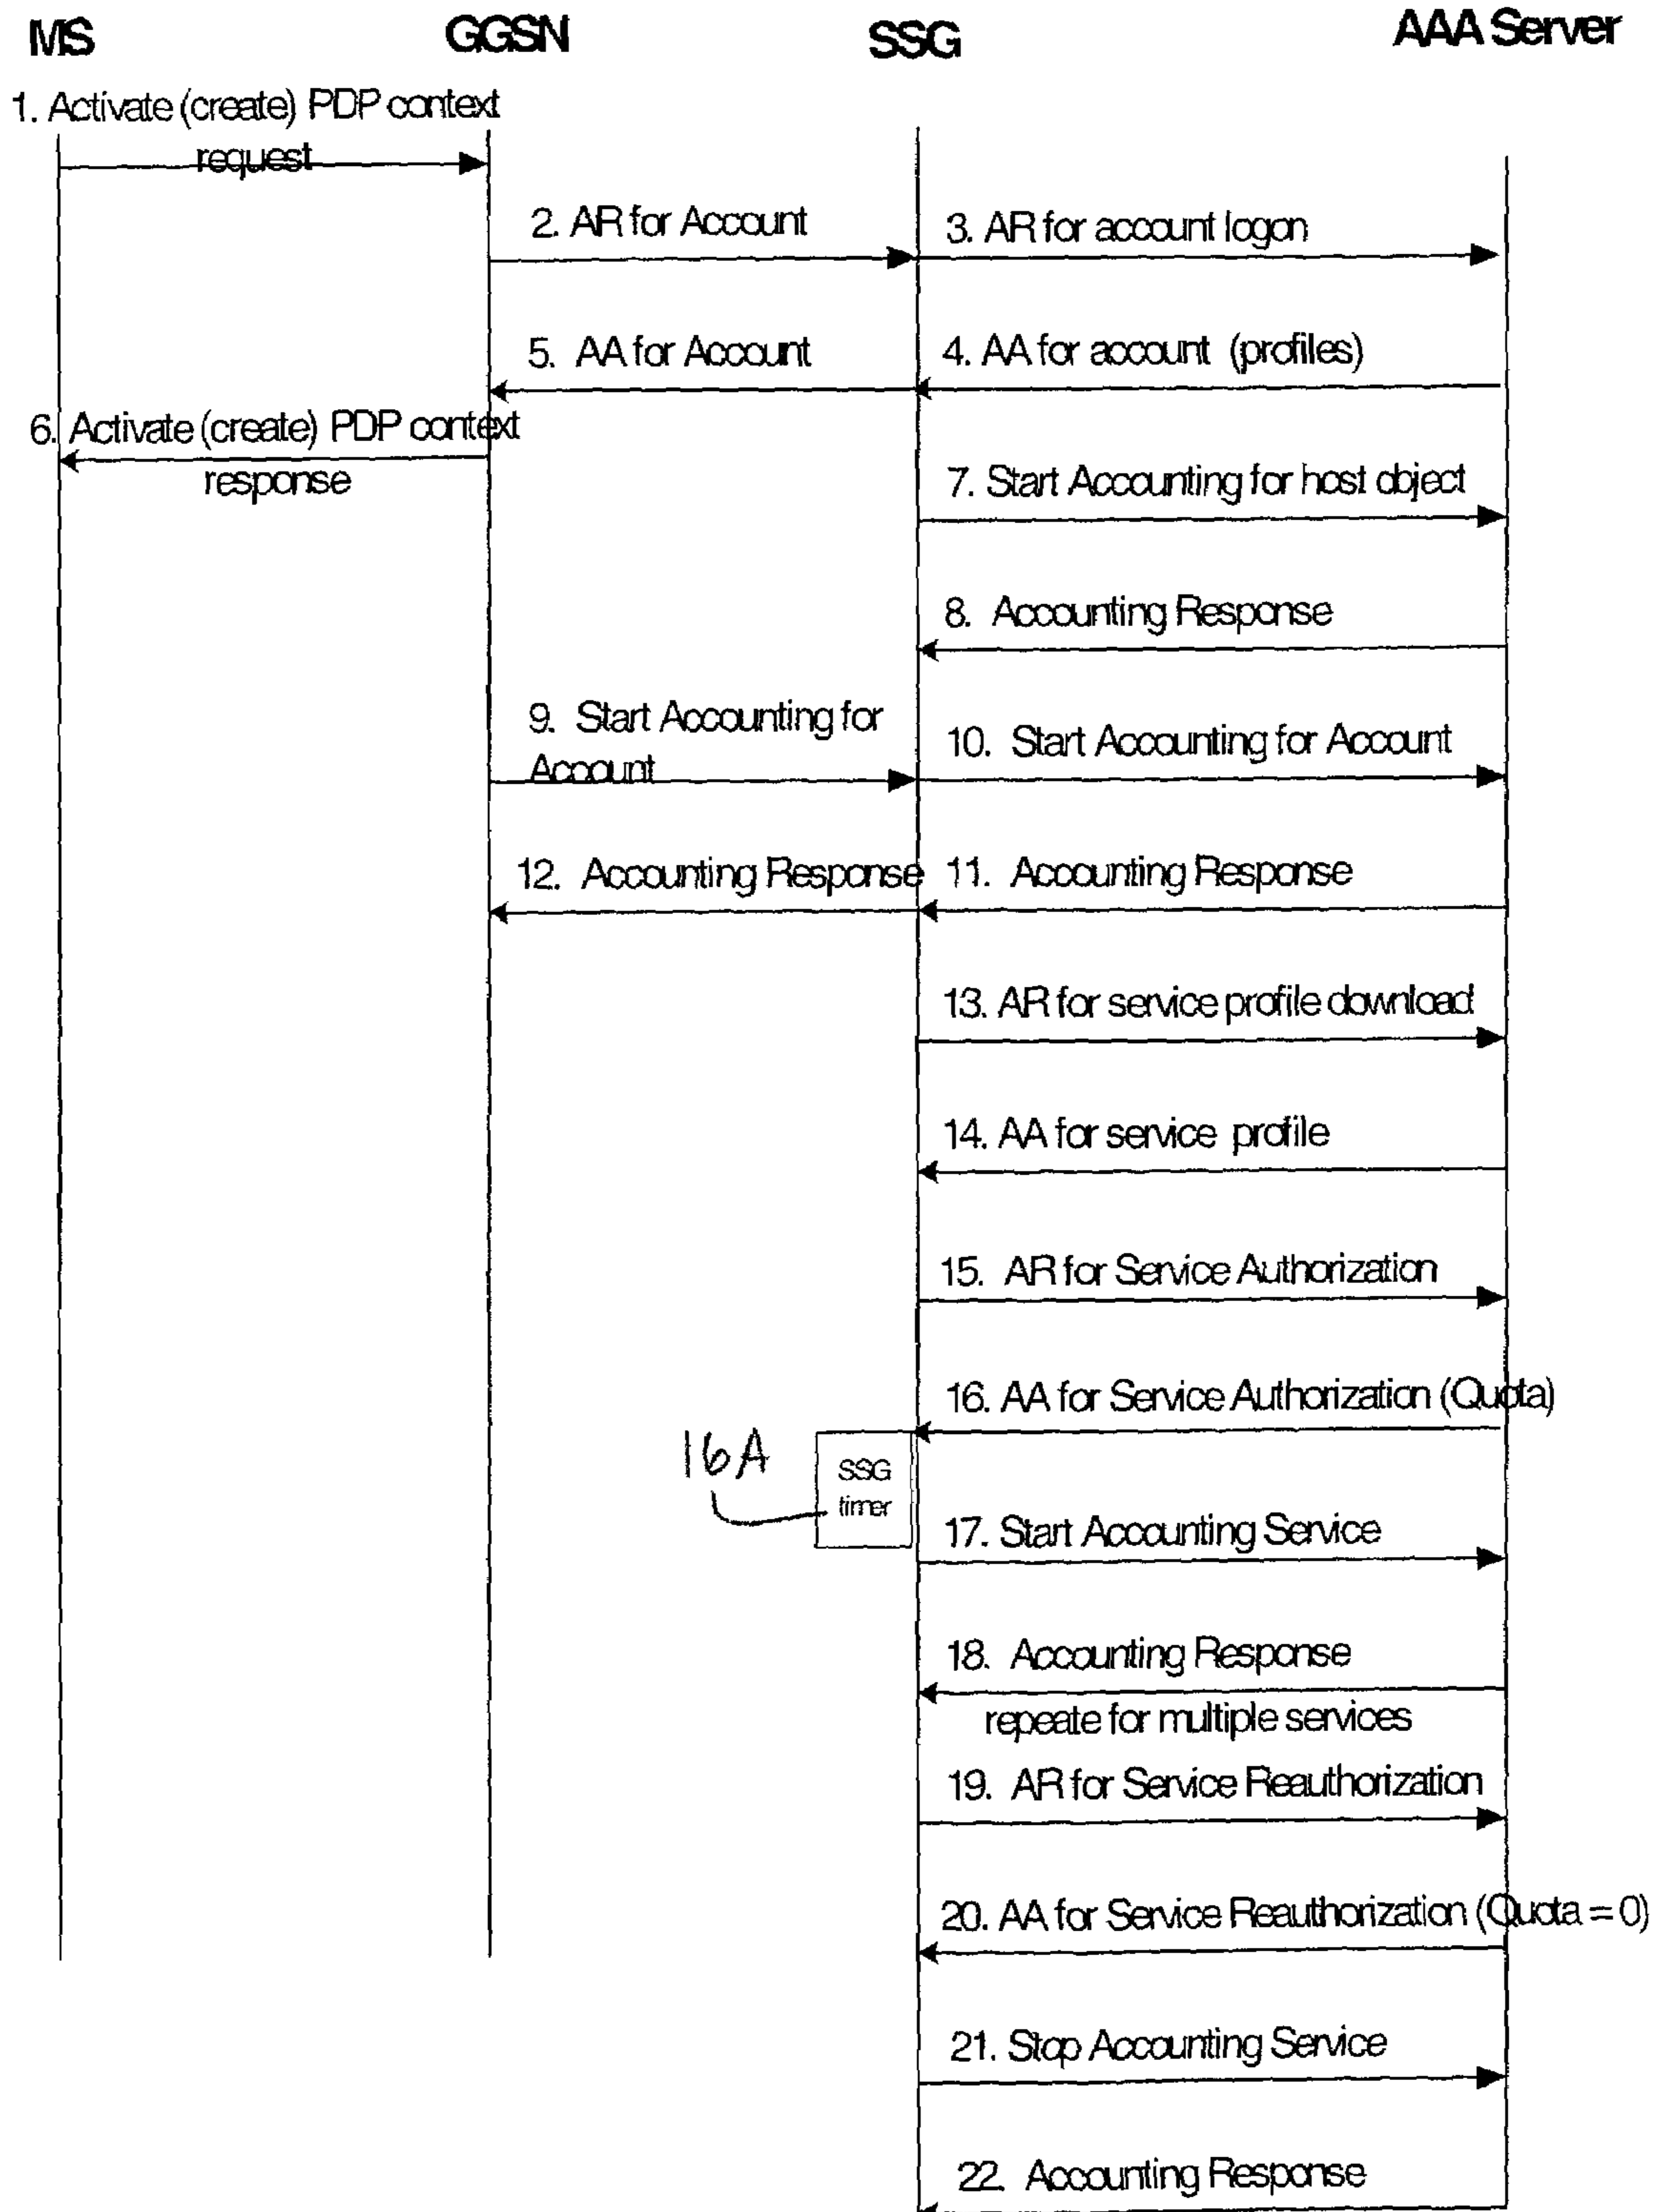 MS GGSN SSG AAA Server
1. Activate (create) PDP context
request
2. AR for Account
3. AR for account logon
5. AA for Account
4. AA for account (profiles)
6. Activate (create) PDP context
response
7. Start Accounting for host object
8. Accounting Response
9. Start Accounting for
Account
10. Start Accounting for Account
12. Accounting Response
11. Accounting Response
13. AR for service profile download
14. AA for service profile
15. AR for Service Authorization
16. AA for Service Authorization (Quota)
16A
SSG
timer
17. Start Accounting Service
18. Accounting Response
repeate for multiple services
19. AR for Service Reauthorization
20. AA for Service Reauthorization (Quota = 0)
21. Stop Accounting Service
22. Accounting Response